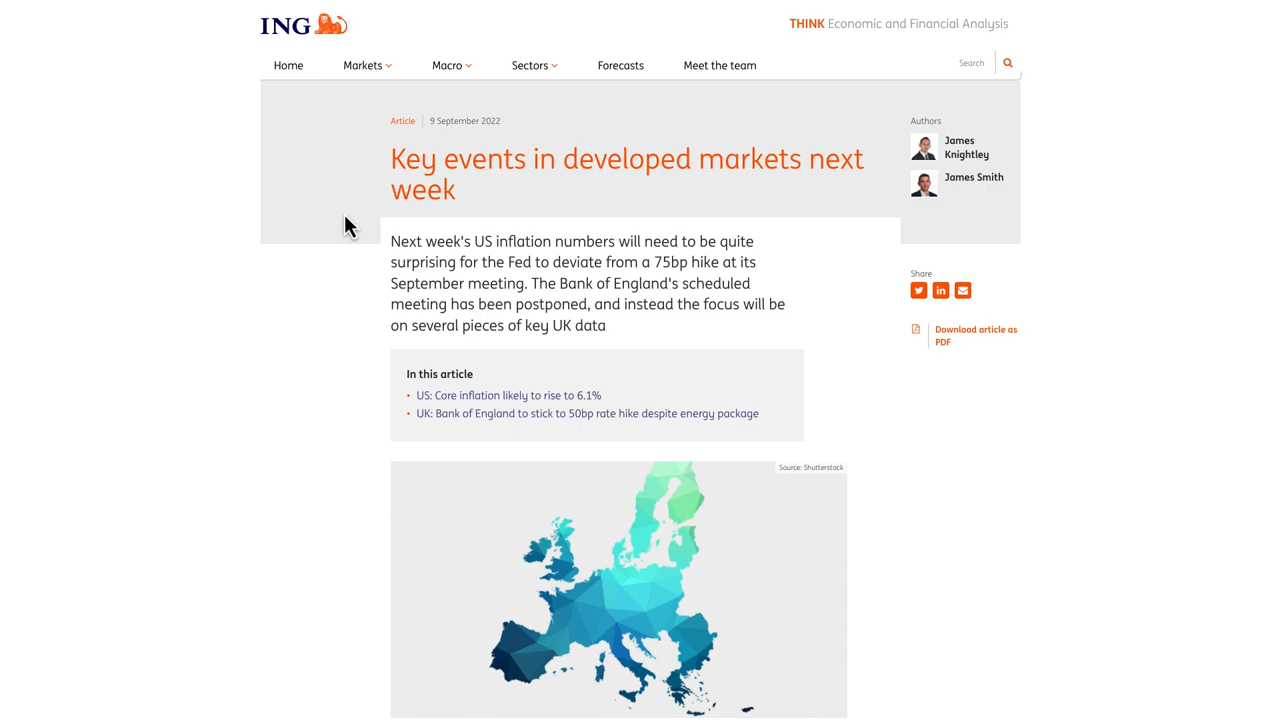 ING
THINK Economic and Financial Analysis
Home Markets Macro Sectors Forecasts Meet the team Search
Article 9 September 2022
Key events in developed markets next
week
Authors
James
Knightley
James Smith
Next week's US inflation numbers will need to be quite
surprising for the Fed to deviate from a 75bp hike at its
September meeting. The Bank of England's scheduled
meeting has been postponed, and instead the focus will be
on several pieces of key UK data
Share
in
Download article as
PDF
In this article
• US: Core inflation likely to rise to 6.1%
• UK: Bank of England to stick to 50bp rate hike despite energy package
Source: Shutterstock